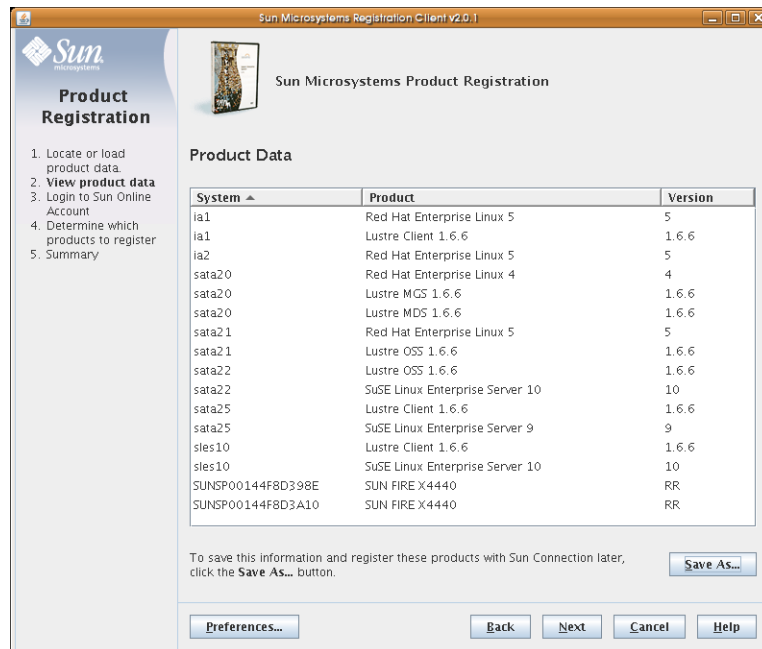 Sun Microsystems Registration Client v2.0.1
Sun
microsystems
Product
Registration
1. Locate or load
product data.
2. View product data
3. Login to Sun Online
Account
4. Determine which
products to register
5. Summary
Sun Microsystems Product Registration
Product Data
System Product Version
ia1 Red Hat Enterprise Linux 5 5
ia1 Lustre Client 1.6.6 1.6.6
ia2 Red Hat Enterprise Linux 5 5
sata20 Red Hat Enterprise Linux 4 4
sata20 Lustre MGS 1.6.6 1.6.6
sata20 Lustre MDS 1.6.6 1.6.6
sata21 Red Hat Enterprise Linux 5 5
sata21 Lustre OSS 1.6.6 1.6.6
sata22 Lustre OSS 1.6.6 1.6.6
sata22 SuSE Linux Enterprise Server 10 10
sata25 Lustre Client 1.6.6 1.6.6
sata25 SuSE Linux Enterprise Server 9 9
sles10 Lustre Client 1.6.6 1.6.6
sles10 SuSE Linux Enterprise Server 10 10
SUNSP00144F8D398E SUN FIRE X4440 RR
SUNSP00144F8D3A10 SUN FIRE X4440 RR
To save this information and register these products with Sun Connection later,
click the Save As... button.
Save As...
Preferences... Back Next Cancel Help